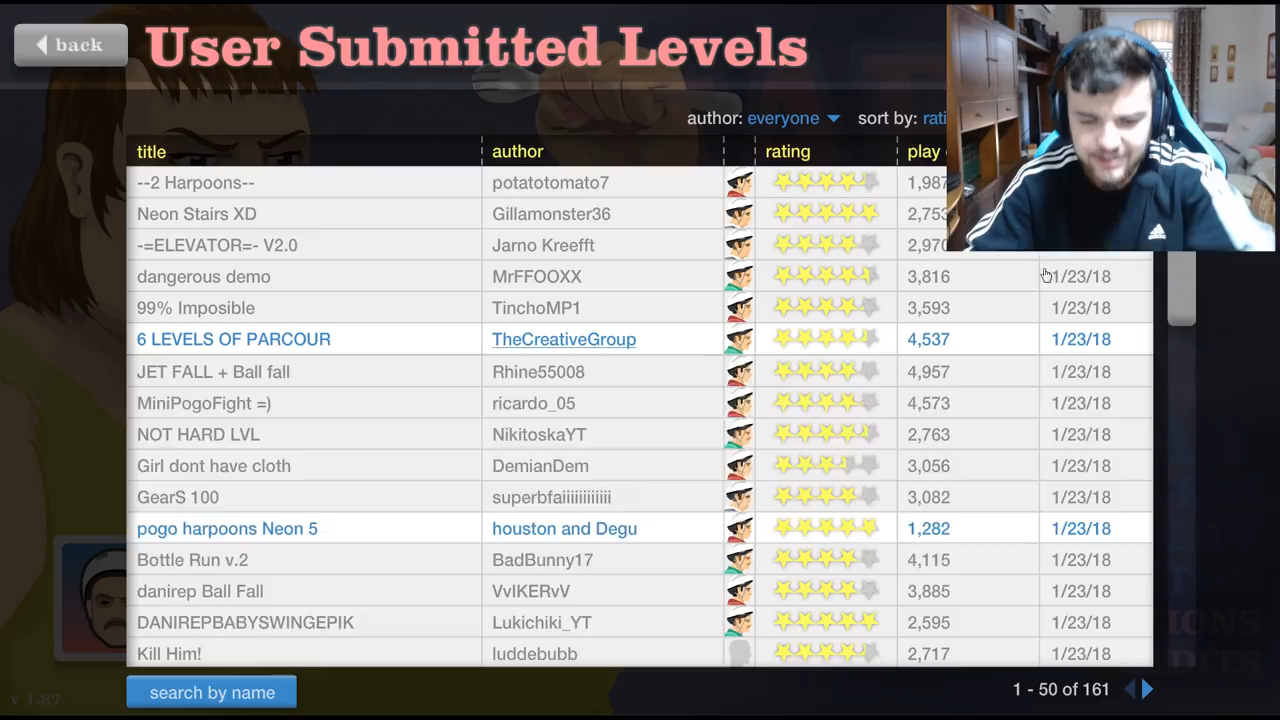 back
User Submitted Levels
author: everyone sort by: rati
title author rating play
--2 Harpoons-- potatotomato7 1,987
Neon Stairs XD Gillamonster36 2,753
-=ELEVATOR=- V2.0 Jarno Kreefft 2,970
dangerous demo MrFFOOXX 3,816 1/23/18
99% Imposible TinchoMP1 3,593 1/23/18
6 LEVELS OF PARCOUR TheCreativeGroup 4,537 1/23/18
JET FALL + Ball fall Rhine55008 4,957 1/23/18
MiniPogoFight =) ricardo_05 4,573 1/23/18
NOT HARD LVL NikitoskaYT 2,763 1/23/18
Girl dont have cloth DemianDem 3,056 1/23/18
GearS 100 superbfaiiiiiiiiiiii 3,082 1/23/18
pogo harpoons Neon 5 houston and Degu 1,282 1/23/18
Bottle Run v.2 BadBunny17 4,115 1/23/18
danirep Ball Fall VvIKERvV 3,885 1/23/18
DANIREPBABYSWINGEPIK Lukichiki_YT 2,595 1/23/18
Kill Him! luddebubb 2,717 1/23/18
search by name 1 - 50 of 161
v 1.87